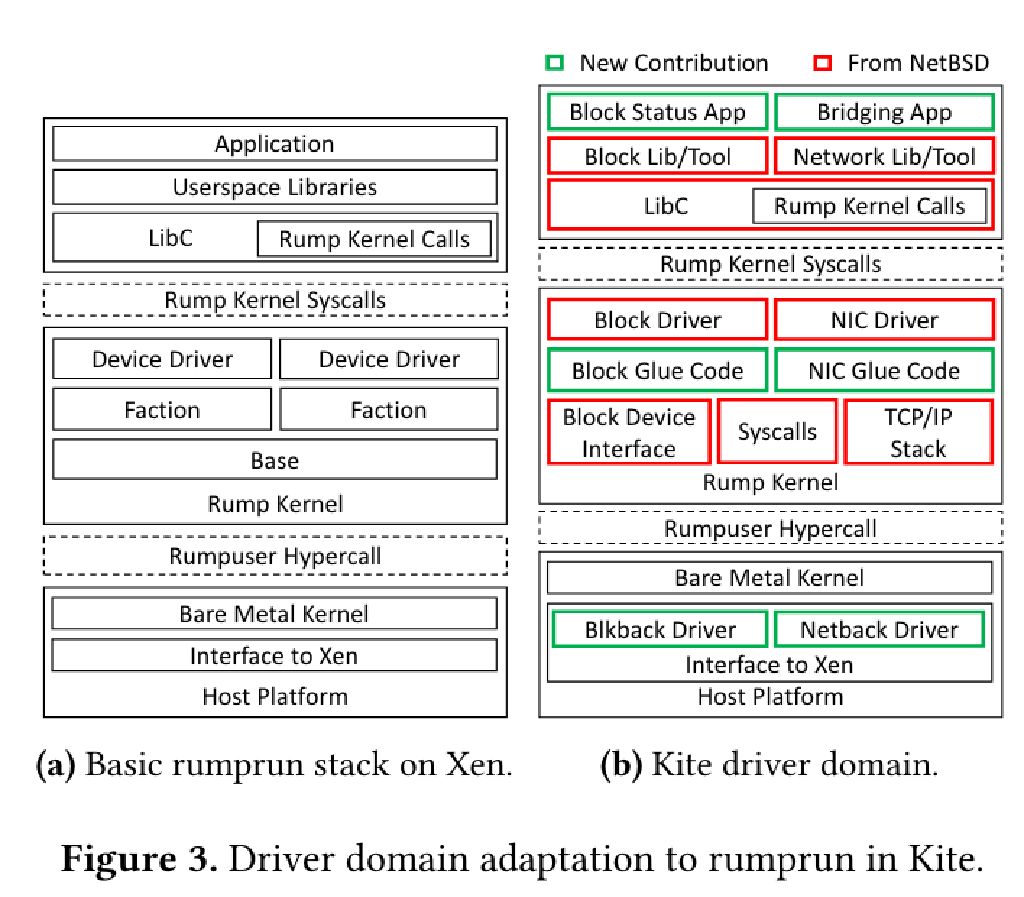 New Contribution
From NetBSD
Application
Userspace Libraries
LibC
Rump Kernel Calls
Rump Kernel Syscalls
Device Driver
Device Driver
Faction
Faction
Base
Rump Kernel
Rumpuser Hypercall
Bare Metal Kernel
Interface to Xen
Host Platform
(a) Basic rumprun stack on Xen.
Block Status App
Bridging App
Block Lib/Tool
Network Lib/Tool
LibC
Rump Kernel Calls
Rump Kernel Syscalls
Block Driver
NIC Driver
Block Glue Code
NIC Glue Code
Block Device
Interface
Syscalls
TCP/IP
Stack
Rump Kernel
Rumpuser Hypercall
Bare Metal Kernel
Blkback Driver
Netback Driver
Interface to Xen
Host Platform
(b) Kite driver domain.
Figure 3. Driver domain adaptation to rumprun in Kite.